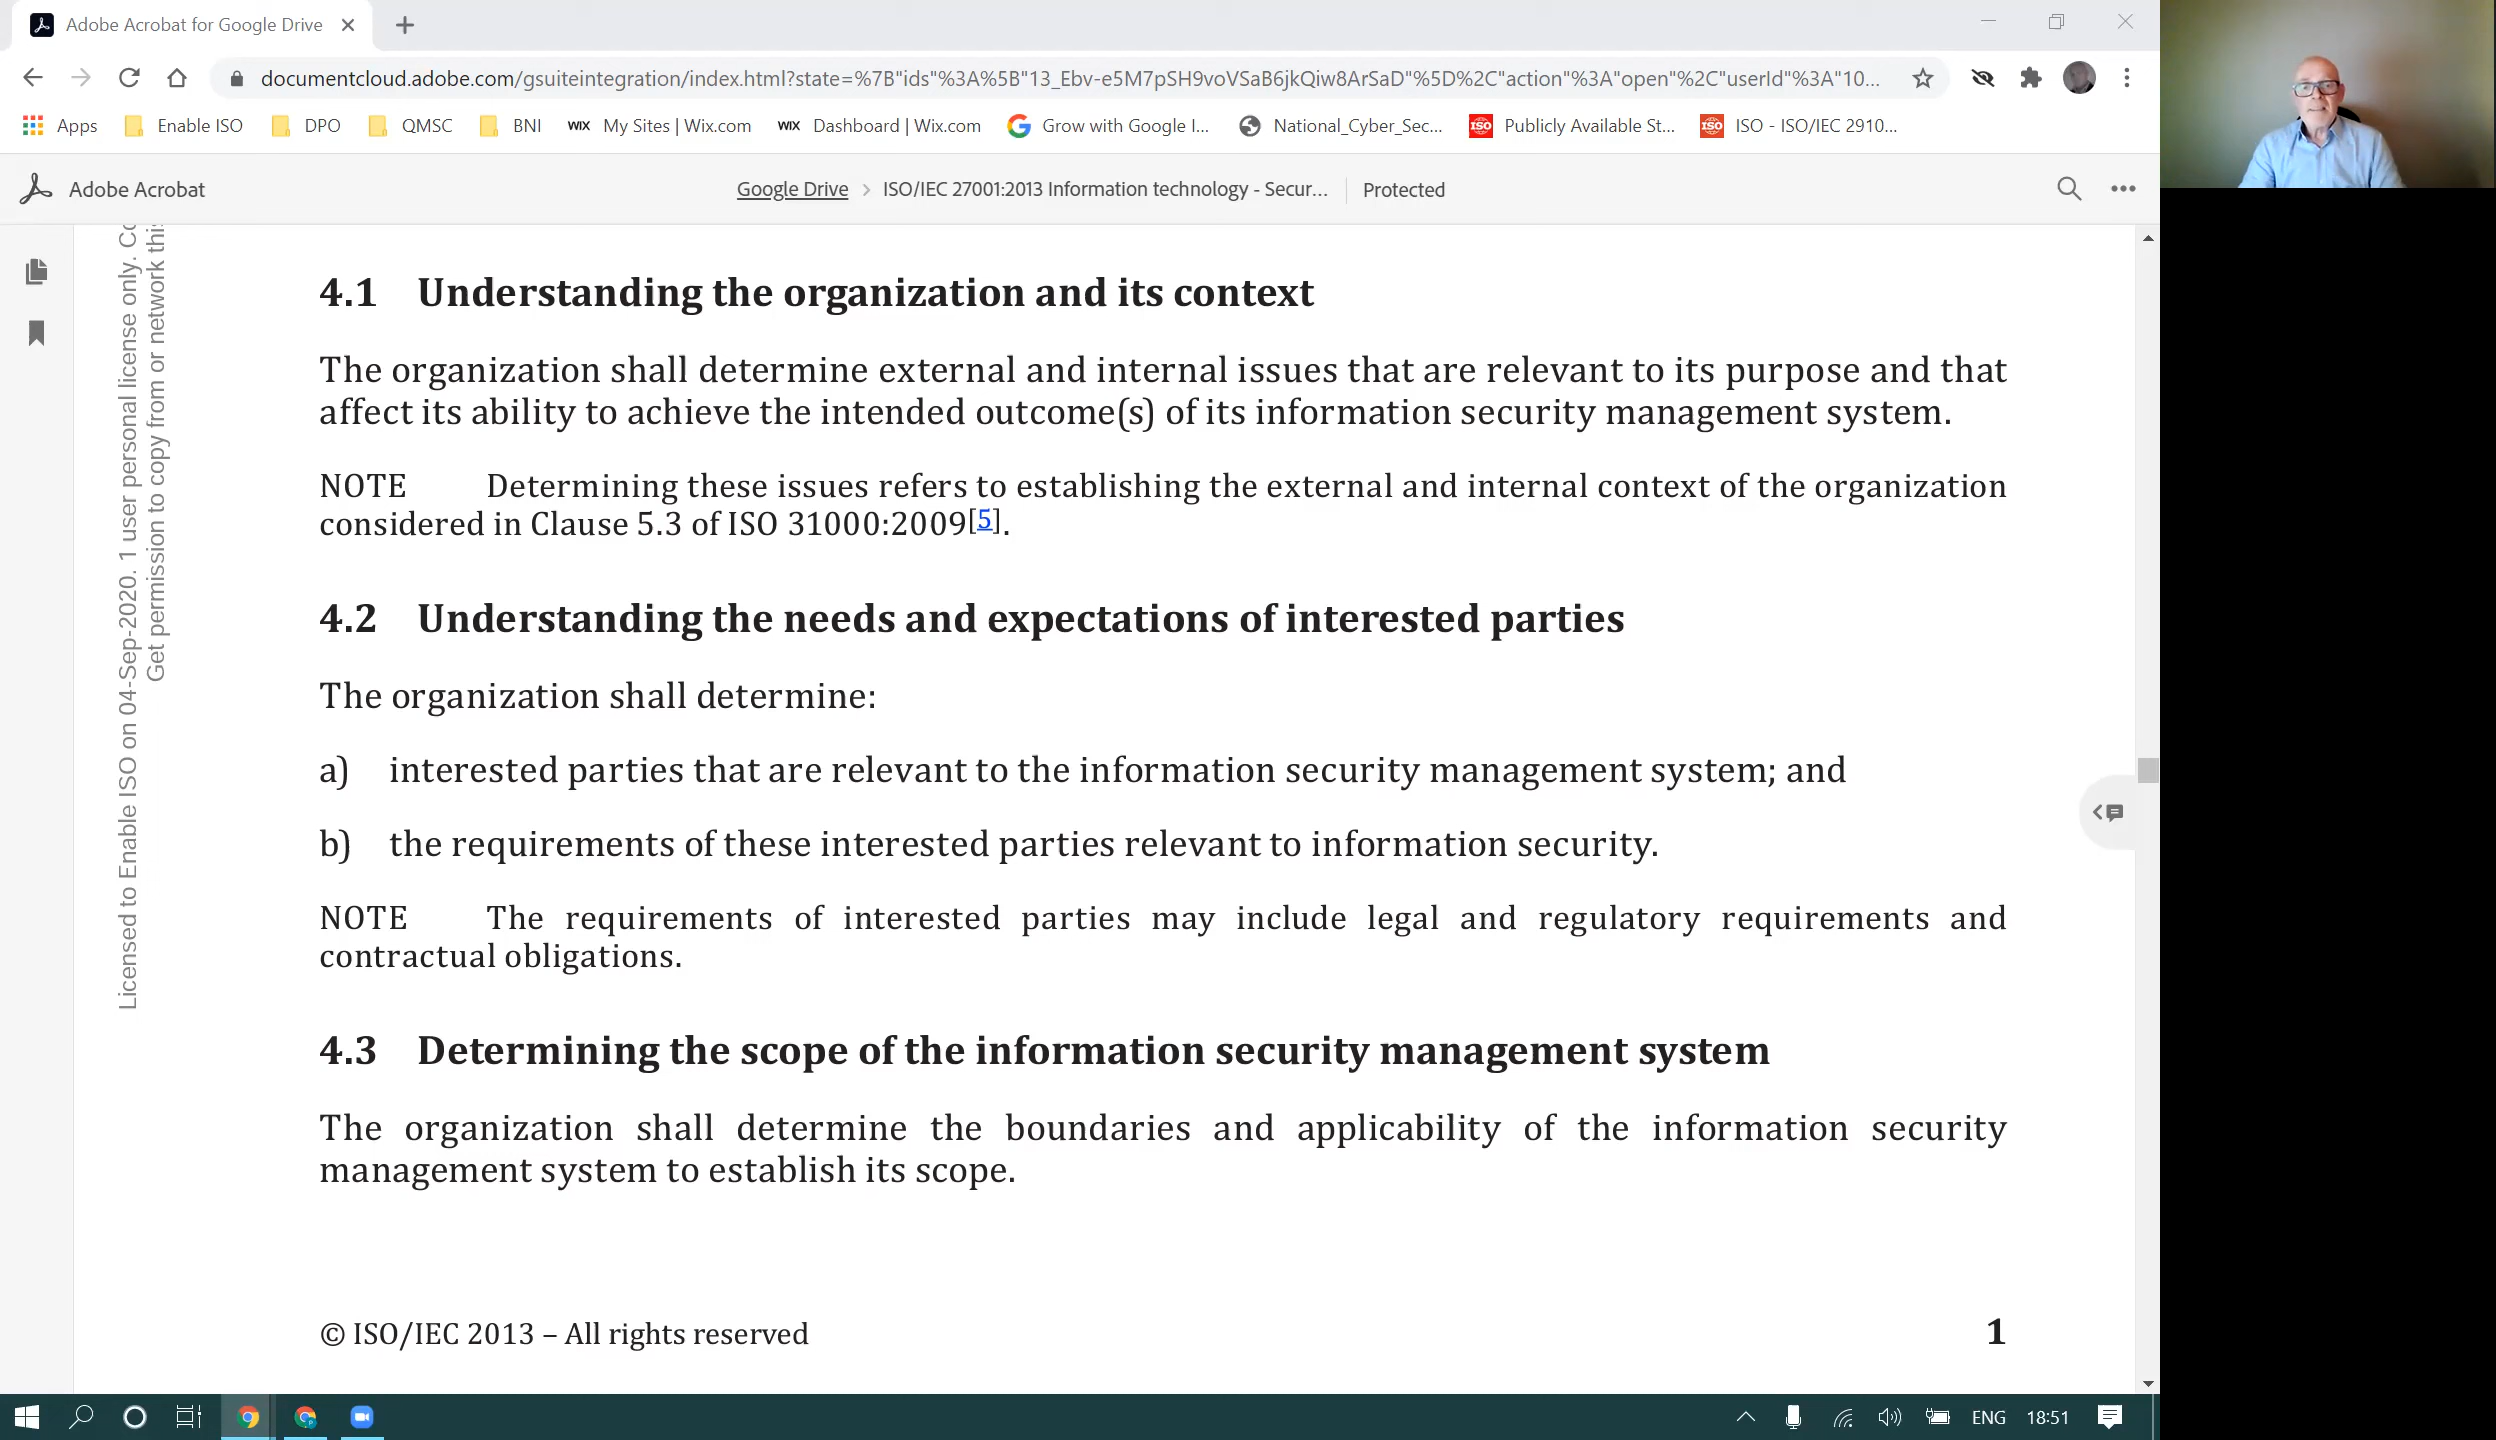 Adobe Acrobat for Google Drive
documentcloud.adobe.com/gsuiteintegration/index.html?state=%7B"ids"%3A%5B"13_Ebv-e5M7pSH9voVSaB6jkQiw8ArSaD"%5D%2C"action"%3A"open"%2C"userId"%3A"10...
Apps Enable ISO DPO QMSC BNI WIX My Sites | Wix.com WIX Dashboard | Wix.com Grow with Google I... National_Cyber_Sec... ISO Publicly Available St... ISO ISO - ISO/IEC 2910...
Adobe Acrobat Google Drive > ISO/IEC 27001:2013 Information technology - Secur... Protected
Licensed to Enable ISO on 04-Sep-2020. 1 user personal license only. Co
Get permission to copy from or network this
4.1 Understanding the organization and its context
The organization shall determine external and internal issues that are relevant to its purpose and that
affect its ability to achieve the intended outcome(s) of its information security management system.
NOTE Determining these issues refers to establishing the external and internal context of the organization
considered in Clause 5.3 of ISO 31000:2009[5].
4.2 Understanding the needs and expectations of interested parties
The organization shall determine:
a) interested parties that are relevant to the information security management system; and
b) the requirements of these interested parties relevant to information security.
NOTE The requirements of interested parties may include legal and regulatory requirements and
contractual obligations.
4.3 Determining the scope of the information security management system
The organization shall determine the boundaries and applicability of the information security
management system to establish its scope.
© ISO/IEC 2013 – All rights reserved 1
ENG 18:51